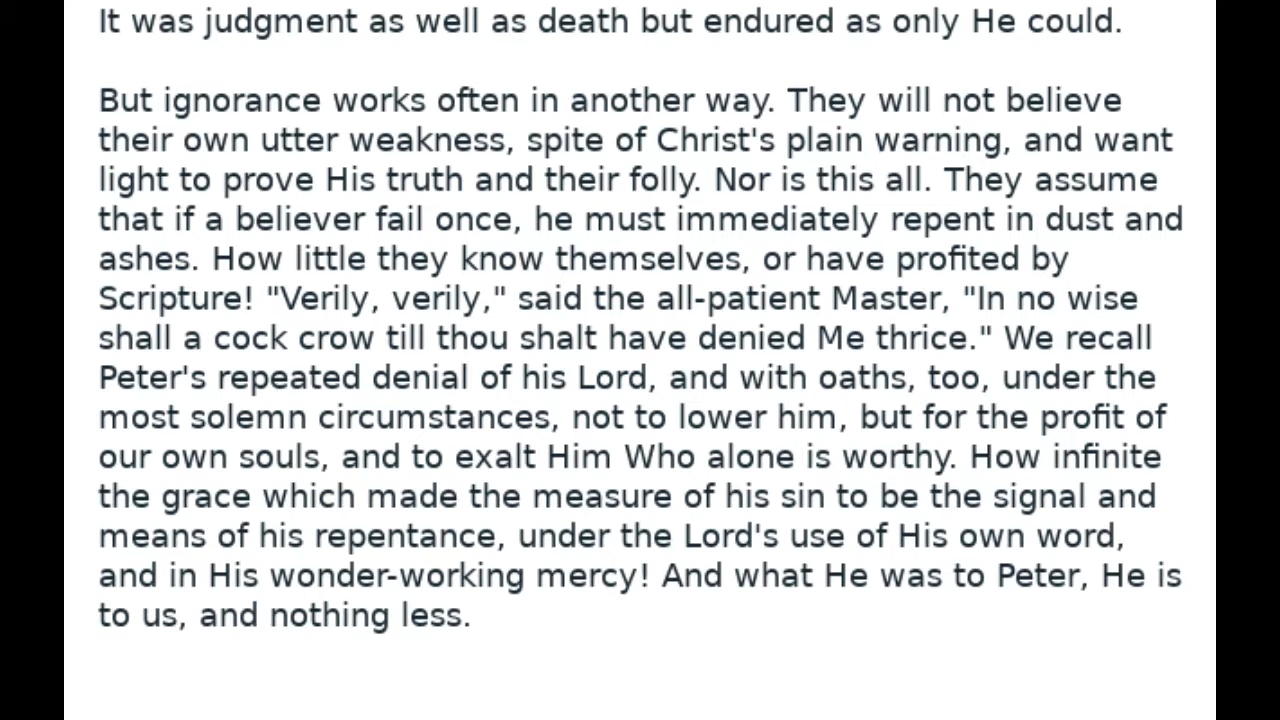 It was judgment as well as death but endured as only He could.
But ignorance works often in another way. They will not believe
their own utter weakness, spite of Christ's plain warning, and want
light to prove His truth and their folly. Nor is this all. They assume
that if a believer fail once, he must immediately repent in dust and
ashes. How little they know themselves, or have profited by
Scripture! "Verily, verily," said the all-patient Master, "In no wise
shall a cock crow till thou shalt have denied Me thrice." We recall
Peter's repeated denial of his Lord, and with oaths, too, under the
most solemn circumstances, not to lower him, but for the profit of
our own souls, and to exalt Him Who alone is worthy. How infinite
the grace which made the measure of his sin to be the signal and
means of his repentance, under the Lord's use of His own word,
and in His wonder-working mercy! And what He was to Peter, He is
to us, and nothing less.